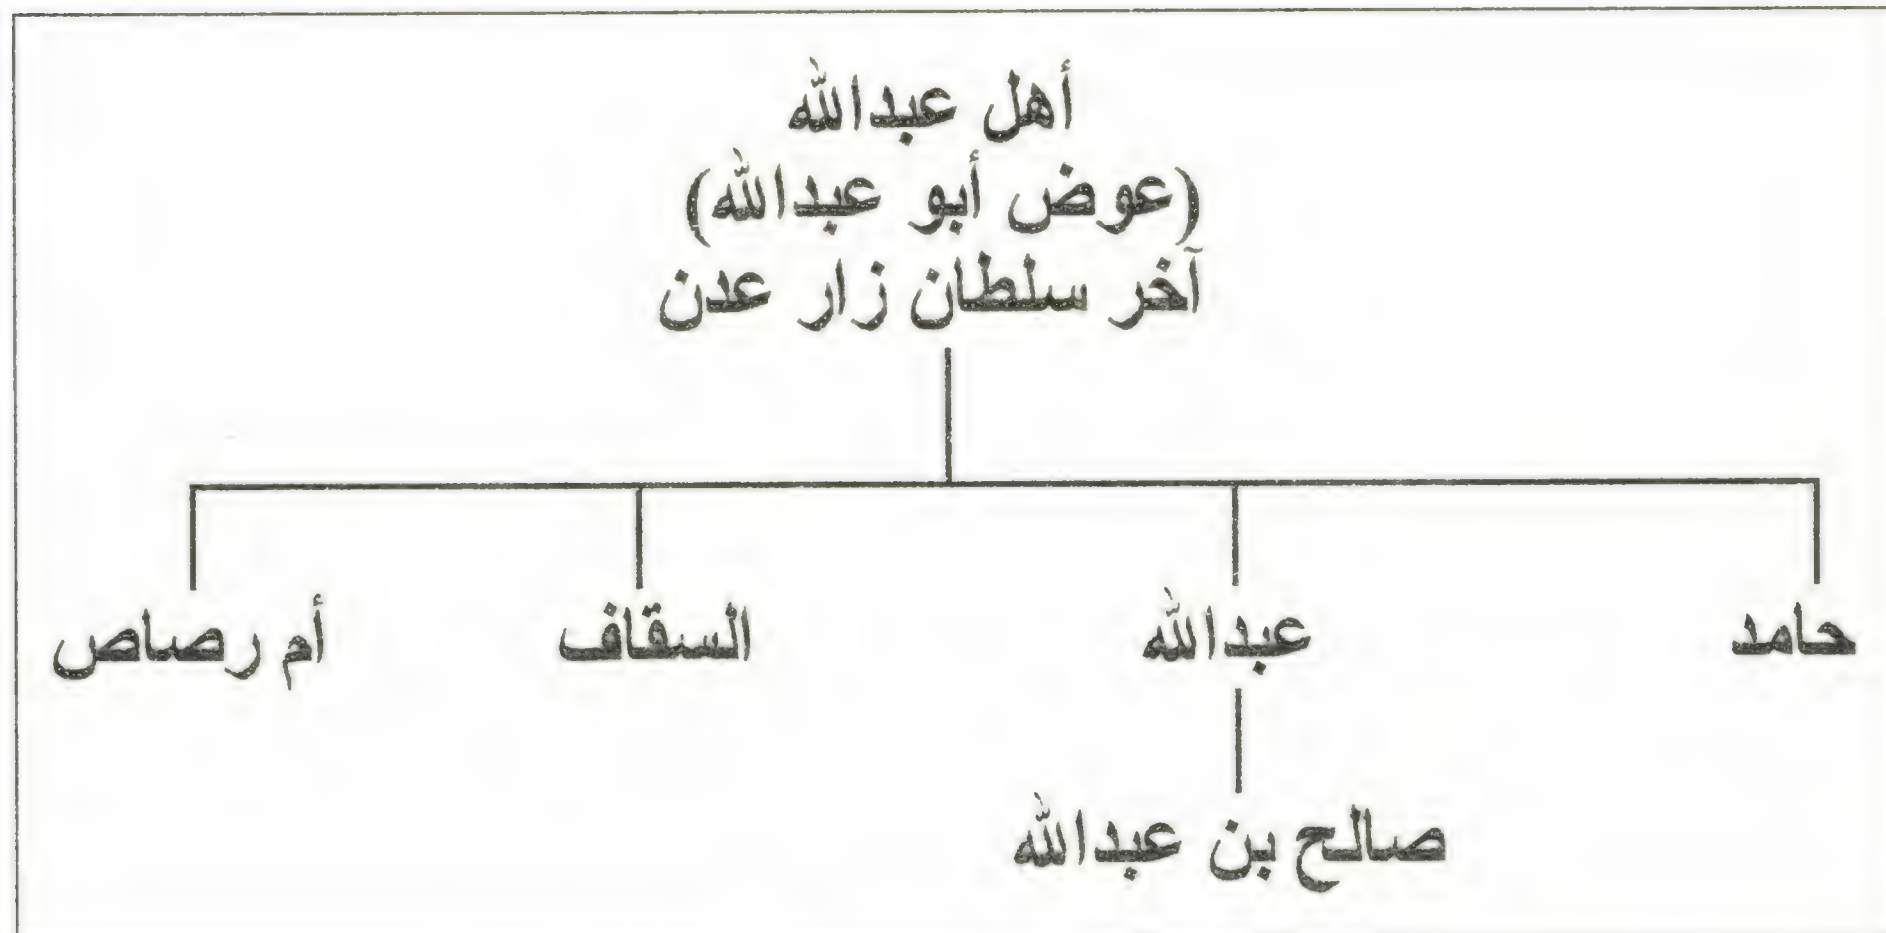 أهل عبدالله
(عوض أبو عبدالله)
آخر سلطان زار عدن
حامد
عبدالله
السقاف
أم رصاص
صالح بن عبدالله